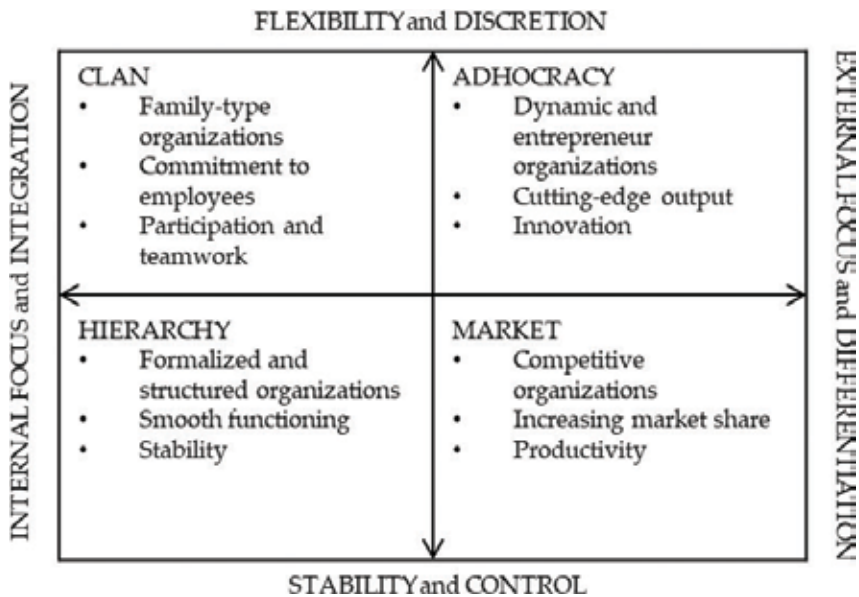 FLEXIBILITY and DISCRETION
INTERNAL FOCUS and INTEGRATION
CLAN
• Family-type
organizations
• Commitment to
employees
• Participation and
teamwork
ADHOCRACY
• Dynamic and
entrepreneur
organizations
• Cutting-edge output
• Innovation
EXTERNAL FOCUS and DIFFERENTIATION
HIERARCHY
• Formalized and
structured organizations
• Smooth functioning
• Stability
MARKET
• Competitive
organizations
• Increasing market share
• Productivity
STABILITY and CONTROL